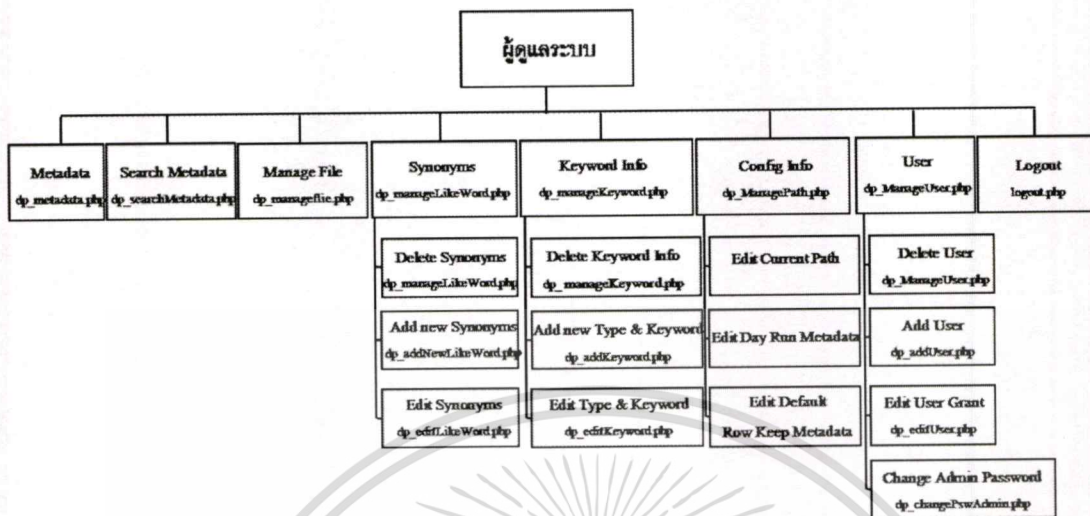 ผู้ดูแลระบบ
Metadata
dp_metadata.php
Search Metadata
dp_searchMetadata.php
Manage File
dp_managefile.php
Synonyms
dp_manageLikeWord.php
Keyword Info
dp_manageKeyword.php
Config Info
dp_ManagePath.php
User
dp_ManageUser.php
Logout
logout.php
Delete Synonyms
dp_manageLikeWord.php
Add new Synonyms
dp_addNewLikeWord.php
Edit Synonyms
dp_editLikeWord.php
Delete Keyword Info
dp_manageKeyword.php
Add new Type & Keyword
dp_addKeyword.php
Edit Type & Keyword
dp_editKeyword.php
Edit Current Path
Edit Day Run Metadata
Edit Default
Row Keep Metadata
Delete User
dp_ManageUser.php
Add User
dp_addUser.php
Edit User Grant
dp_editUser.php
Change Admin Password
dp_changePswAdmin.php